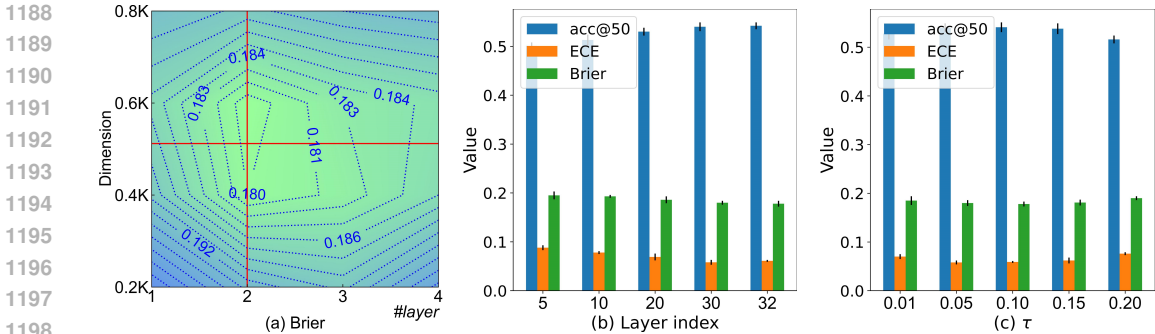 1188
1189
1190
1191
1192
1193
1194
1195
1196
1197
1198
0.8K
0.6K
0.4K
0.2K
Dimension
0.184
0.183
0.183
0.184
0.181
0.180
0.192
0.186
1
2
3
4
#layer
(a) Brier
Value
0.5
0.4
0.3
0.2
0.1
0.0
acc@50
ECE
Brier
5
10
20
30
32
(b) Layer index
Value
0.5
0.4
0.3
0.2
0.1
0.0
acc@50
ECE
Brier
0.01
0.05
0.10
0.15
0.20
(c) τ